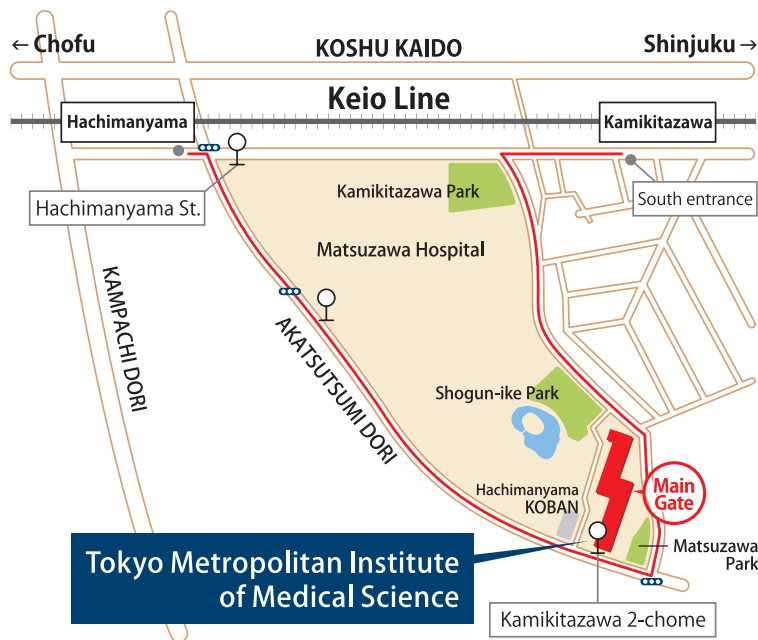 ← Chofu
KOSHU KAIDO
Shinjuku →
Keio Line
Hachimanyama
Kamikitazawa
Hachimanyama St.
Kamikitazawa Park
South entrance
Matsuzawa Hospital
KAMPACHI DORI
AKATSUTSUMI DORI
Shogun-ike Park
Hachimanyama
KOBAN
Main
Gate
Tokyo Metropolitan Institute
of Medical Science
Matsuzawa
Park
Kamikitazawa 2-chome